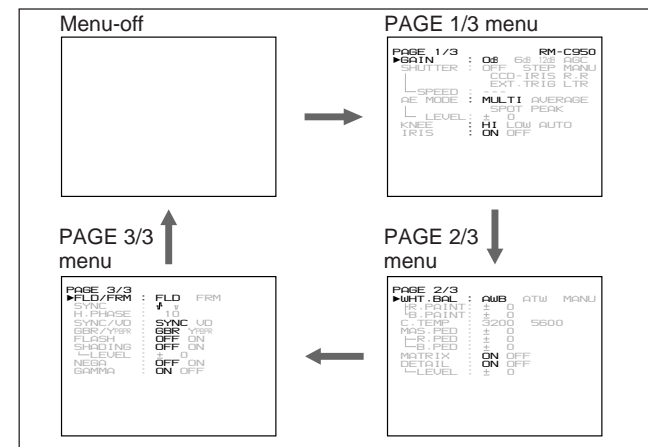 Menu-off
PAGE 1/3 menu
PAGE 1/3 RM-C950
►GAIN : 0dB 6dB 12dB AGC
SHUTTER : OFF STEP MANU
CCD-IRIS R.R
EXT.TRIG LTR
SPEED : ---
AE MODE : MULTI AVERAGE
SPOT PEAK
LEVEL : ± 0
KNEE : HI LOW AUTO
IRIS : ON OFF
PAGE 3/3
menu
PAGE 3/3
►FLD/FRM : FLD FRM
SYNC :
H.PHASE : 10
SYNC/VD : SYNC VD
GBR/YPBPR : GBR YPBPR
FLASH : OFF ON
SHADING : OFF ON
LEVEL : ± 0
NEGA : OFF ON
GAMMA : ON OFF
PAGE 2/3
menu
PAGE 2/3
►WHT.BAL : AWB ATW MANU
R.PAINT : ± 0
B.PAINT : ± 0
C.TEMP : 3200 5600
MAS.PED : ± 0
R.PED : ± 0
B.PED : ± 0
MATRIX : ON OFF
DETAIL : ON OFF
LEVEL : ± 0